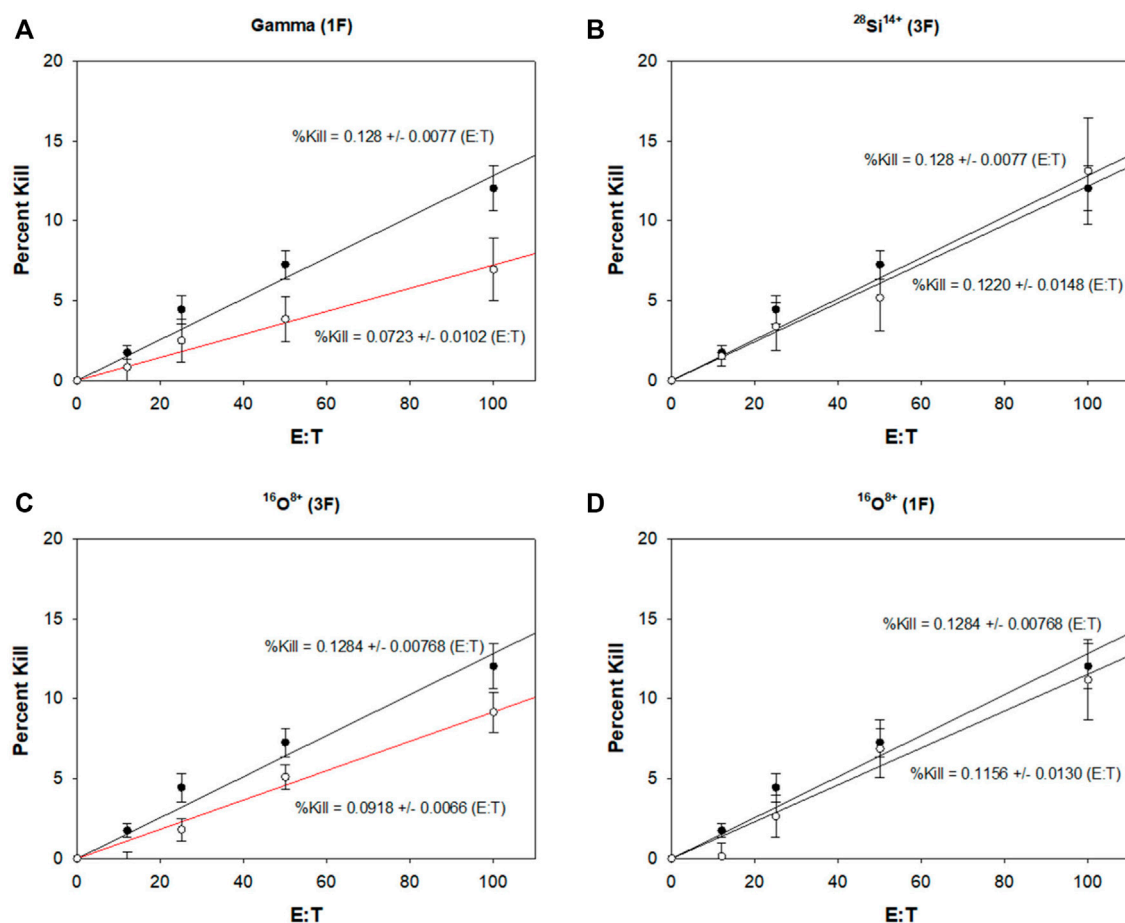 A
Gamma (1F)
Percent Kill
20
15
10
5
0
%Kill = 0.128 +/- 0.0077 (E:T)
%Kill = 0.0723 +/- 0.0102 (E:T)
0 20 40 60 80 100
E:T
B
²⁸Si¹⁴⁺ (3F)
Percent Kill
20
15
10
5
0
%Kill = 0.128 +/- 0.0077 (E:T)
%Kill = 0.1220 +/- 0.0148 (E:T)
0 20 40 60 80 100
E:T
C
¹⁶O⁸⁺ (3F)
Percent Kill
20
15
10
5
0
%Kill = 0.1284 +/- 0.00768 (E:T)
%Kill = 0.0918 +/- 0.0066 (E:T)
0 20 40 60 80 100
E:T
D
¹⁶O⁸⁺ (1F)
Percent Kill
20
15
10
5
0
%Kill = 0.1284 +/- 0.00768 (E:T)
%Kill = 0.1156 +/- 0.0130 (E:T)
0 20 40 60 80 100
E:T